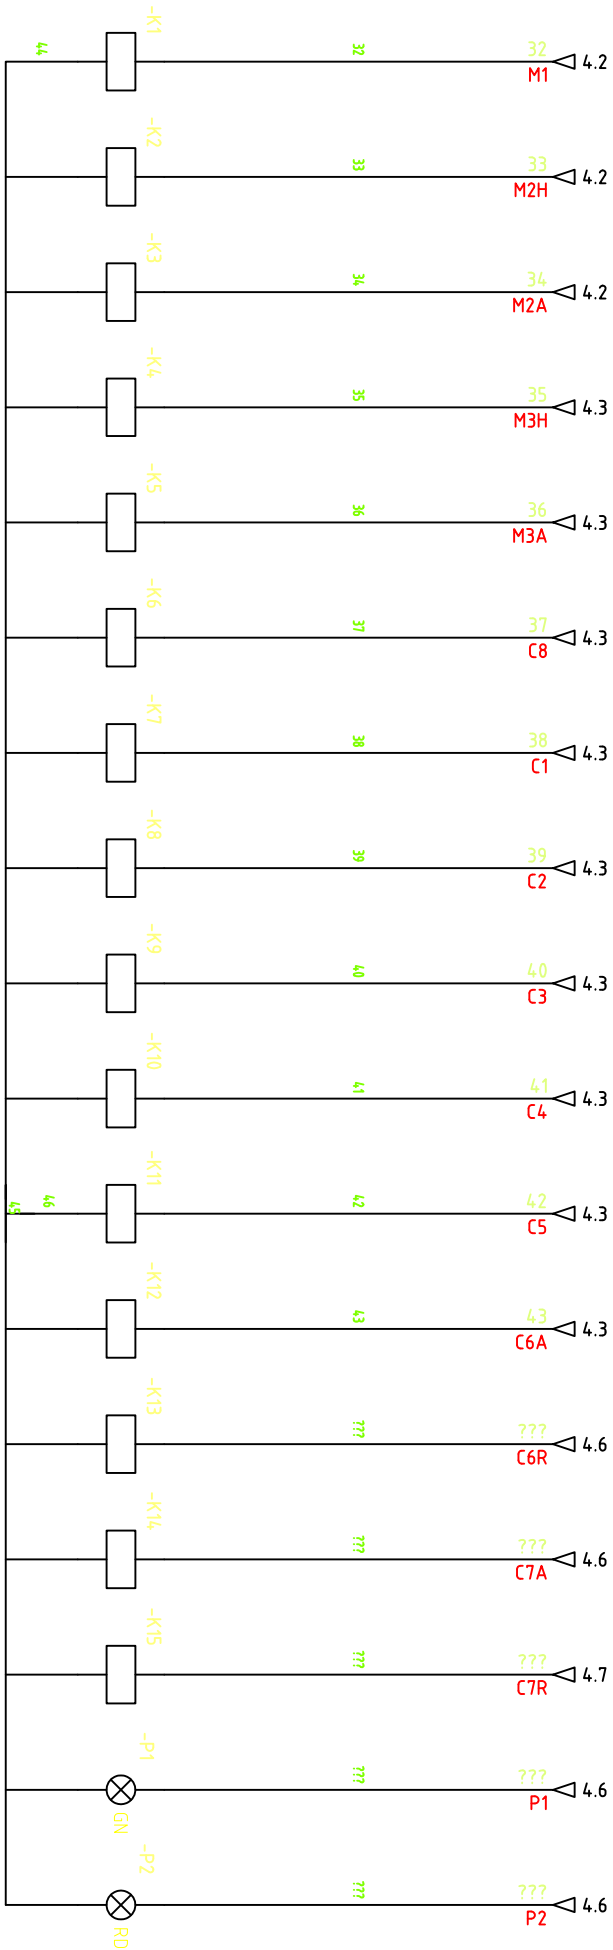 -K1
44
32
32
4.2
M1
-K2
33
33
4.2
M2H
-K3
34
34
4.2
M2A
-K4
35
35
4.3
M3H
-K5
36
36
4.3
M3A
-K6
37
37
4.3
C8
-K7
38
38
4.3
C1
-K8
39
39
4.3
C2
-K9
40
40
4.3
C3
-K10
41
41
4.3
C4
-K11
45
46
42
42
4.3
C5
-K12
43
43
4.3
C6A
-K13
???
???
4.6
C6R
-K14
???
???
4.6
C7A
-K15
???
???
4.7
C7R
-P1
???
???
4.6
GN
P1
-P2
???
???
4.6
RD
P2